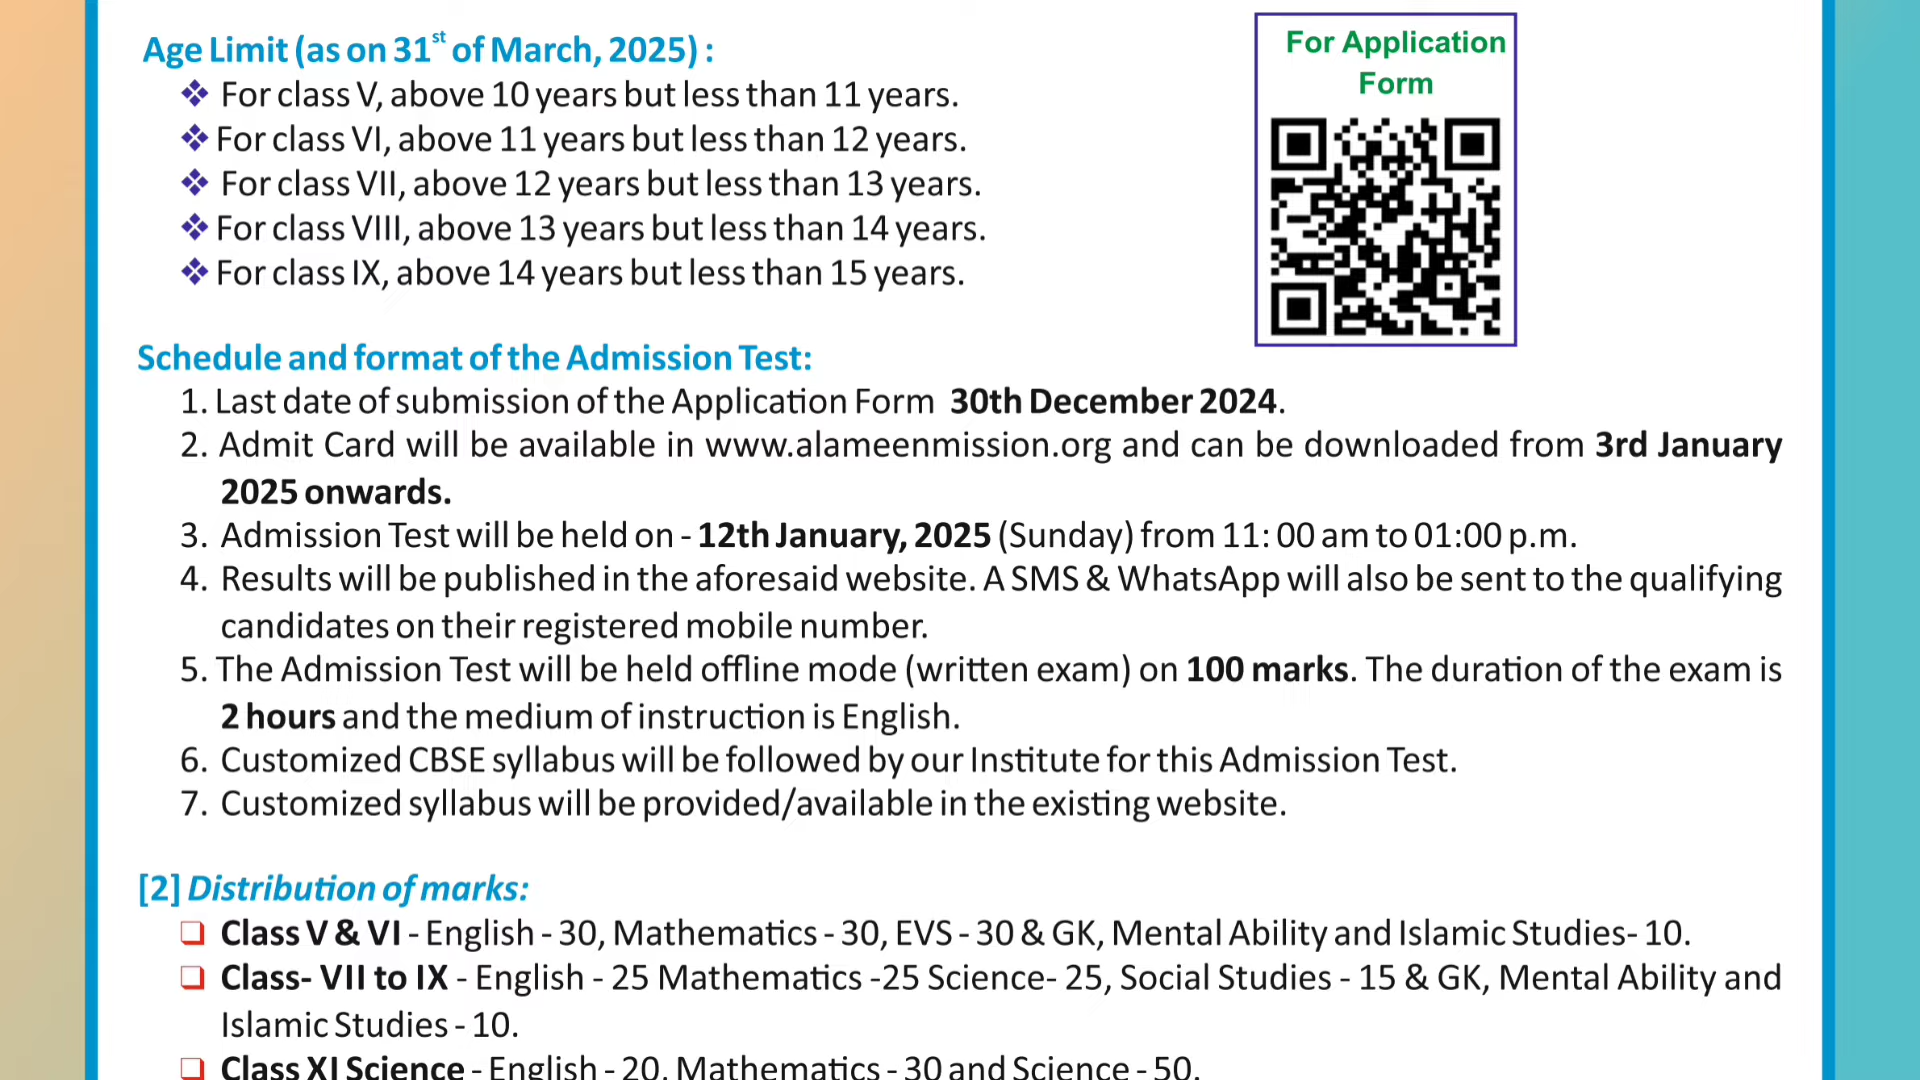 Age Limit (as on 31st of March, 2025) :
For Application
Form
❖ For class V, above 10 years but less than 11 years.
❖ For class VI, above 11 years but less than 12 years.
❖ For class VII, above 12 years but less than 13 years.
❖ For class VIII, above 13 years but less than 14 years.
❖ For class IX, above 14 years but less than 15 years.
Schedule and format of the Admission Test:
1. Last date of submission of the Application Form 30th December 2024.
2. Admit Card will be available in www.alameenmission.org and can be downloaded from 3rd January
2025 onwards.
3. Admission Test will be held on - 12th January, 2025 (Sunday) from 11: 00 am to 01:00 p.m.
4. Results will be published in the aforesaid website. A SMS & WhatsApp will also be sent to the qualifying
candidates on their registered mobile number.
5. The Admission Test will be held offline mode (written exam) on 100 marks. The duration of the exam is
2 hours and the medium of instruction is English.
6. Customized CBSE syllabus will be followed by our Institute for this Admission Test.
7. Customized syllabus will be provided/available in the existing website.
[2] Distribution of marks:
❑ Class V & VI - English - 30, Mathematics - 30, EVS - 30 & GK, Mental Ability and Islamic Studies- 10.
❑ Class- VII to IX - English - 25 Mathematics -25 Science- 25, Social Studies - 15 & GK, Mental Ability and
Islamic Studies - 10.
❑ Class XI Science - English - 20, Mathematics - 30 and Science - 50.